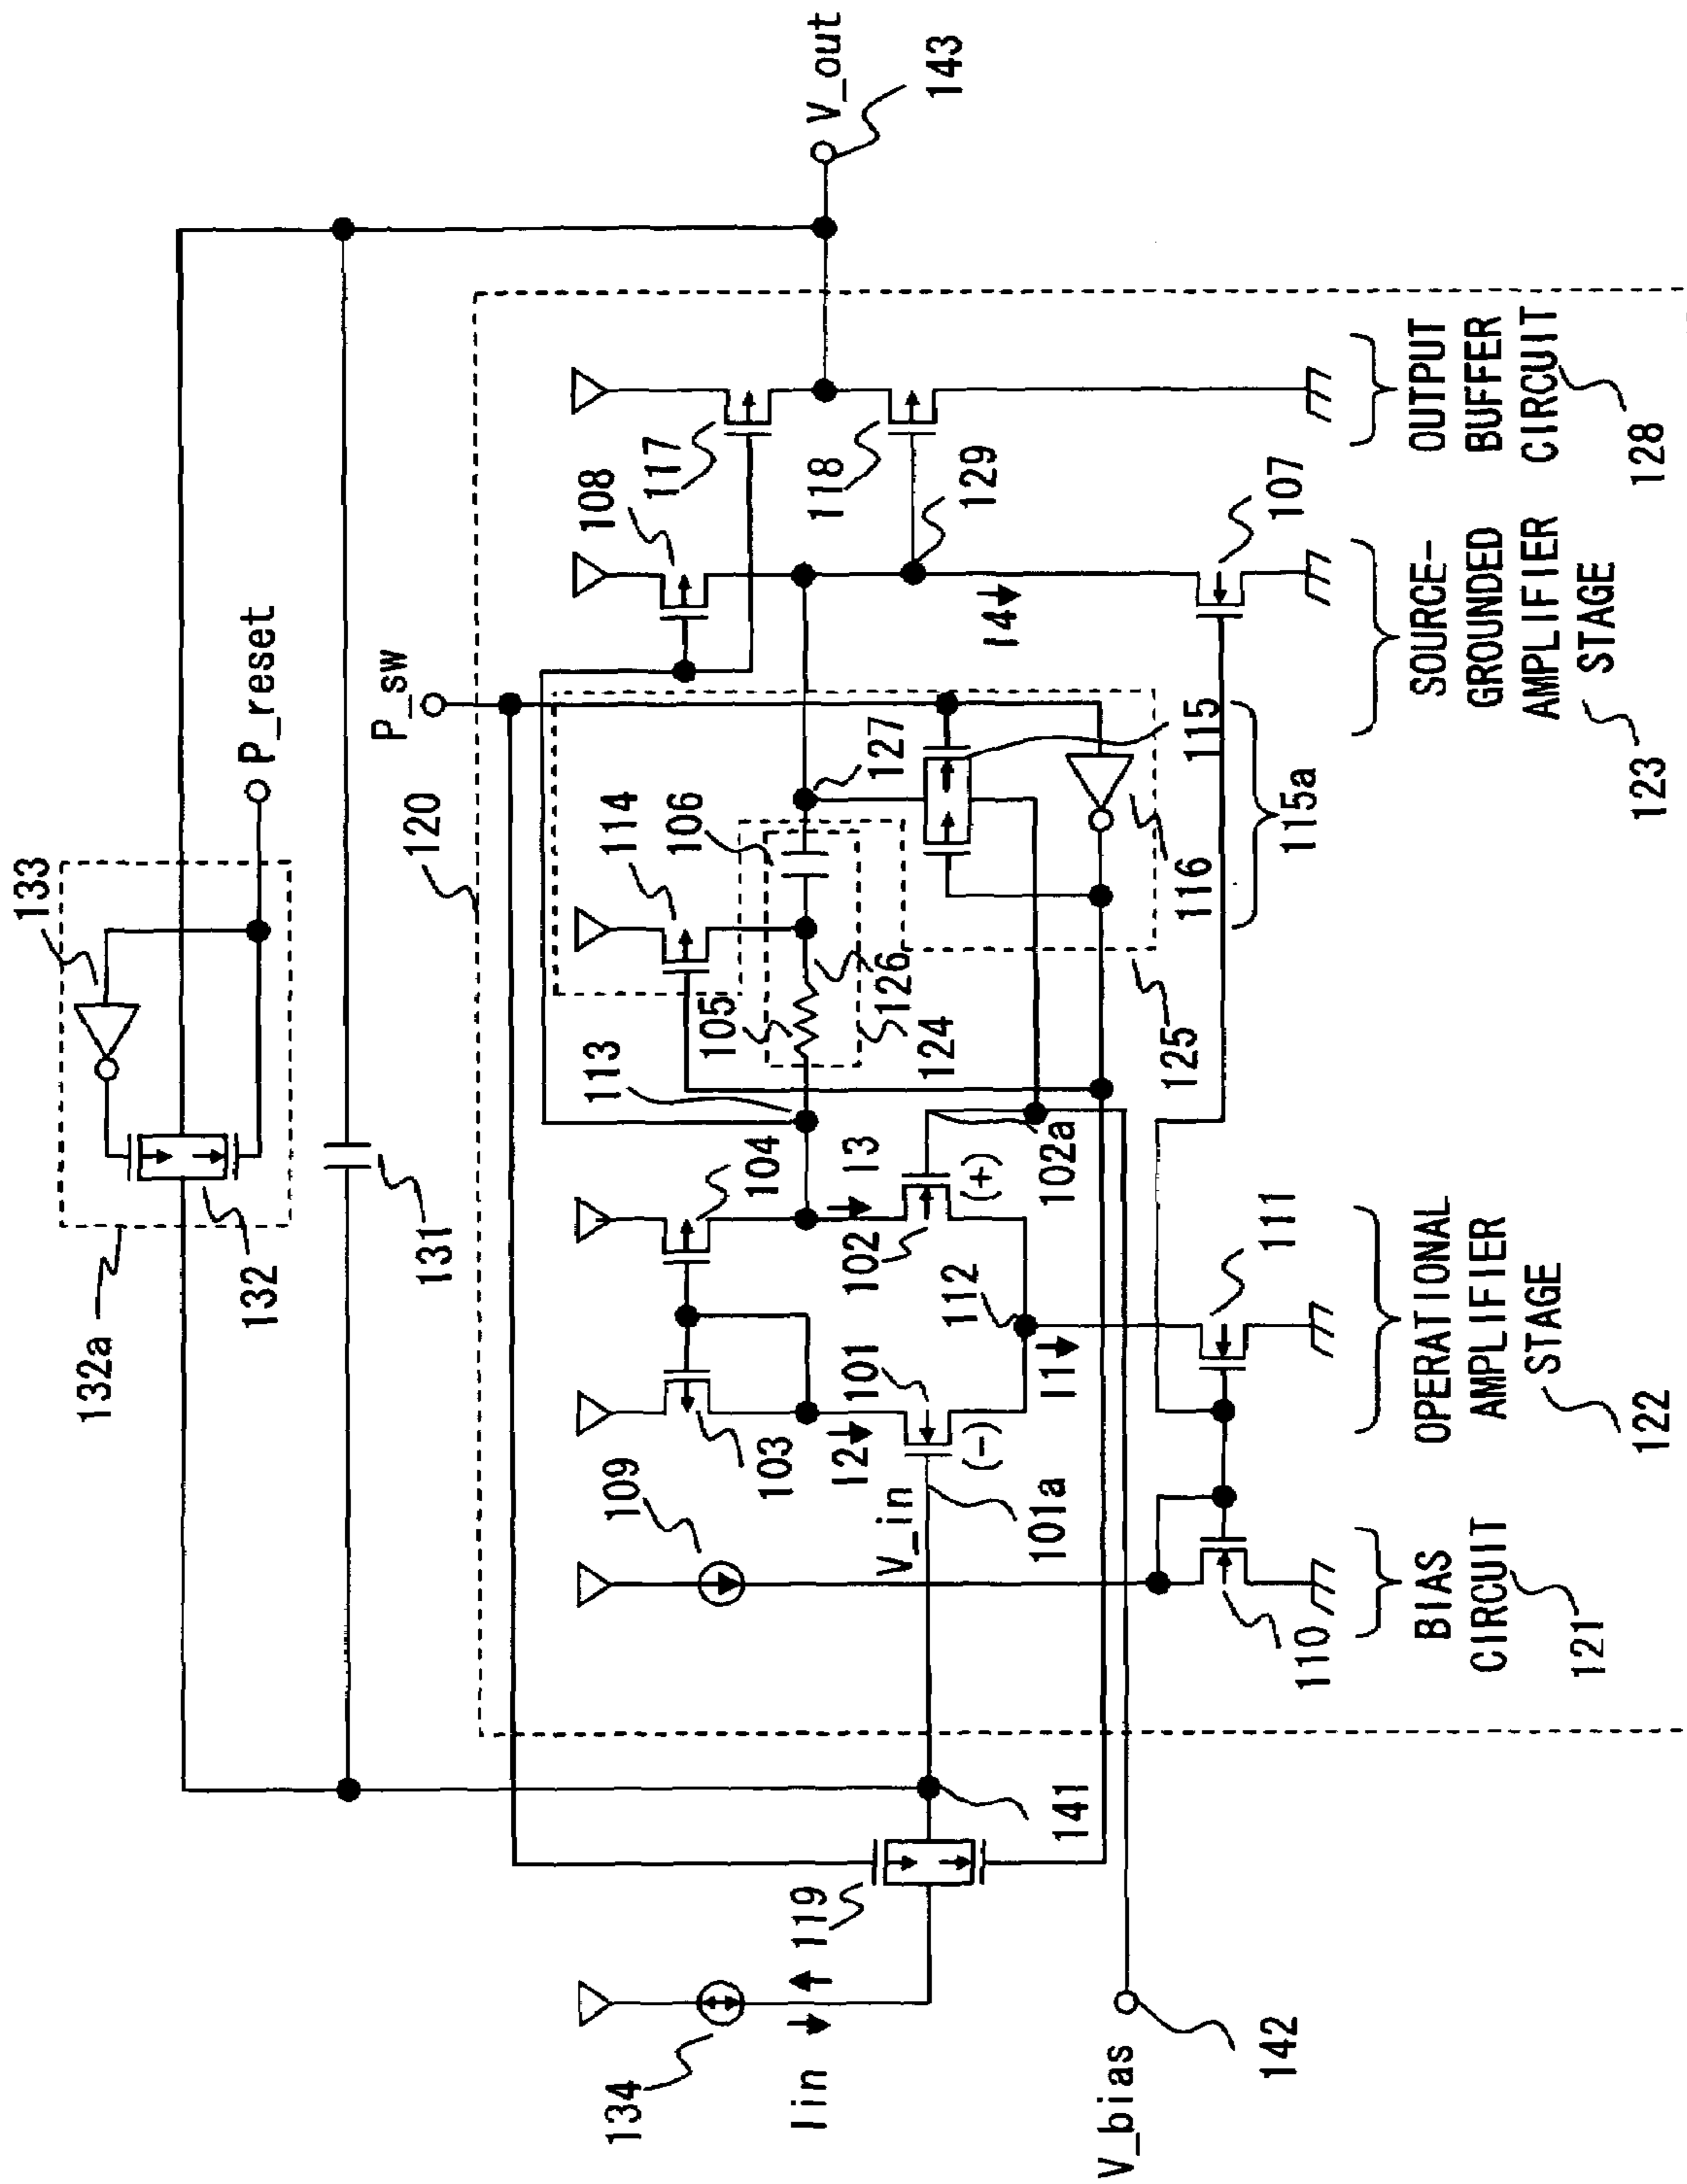 133
132a
132
P_reset
131
120
P_sw
V_out
143
109
103
104
113
105
114
106
126
124
127
108
117
118
129
134
Iin
119
V_in
101a
141
12
101
(-)
13
102
(+)
102a
112
11
125
116
115
115a
14
107
V_bias
142
110
111
BIAS
CIRCUIT
121
OPERATIONAL
AMPLIFIER
STAGE
122
SOURCE-
GROUNDED
AMPLIFIER
STAGE
123
OUTPUT
BUFFER
CIRCUIT
128